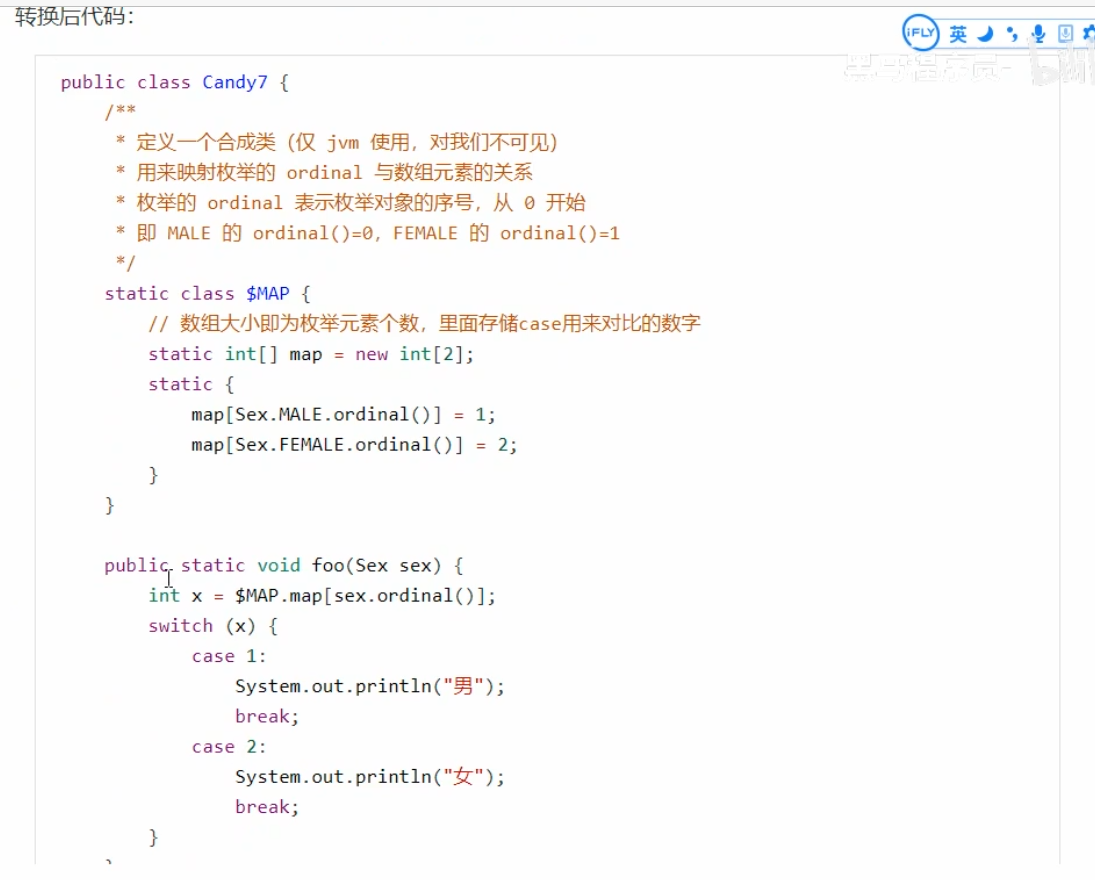 转换后代码：
iFLY 英
public class Candy7 {
/**
* 定义一个合成类（仅 jvm 使用，对我们不可见）
* 用来映射枚举的 ordinal 与数组元素的关系
* 枚举的 ordinal 表示枚举对象的序号，从 0 开始
* 即 MALE 的 ordinal()=0，FEMALE 的 ordinal()=1
*/
static class $MAP {
// 数组大小即为枚举元素个数，里面存储case用来对比的数字
static int[] map = new int[2];
static {
map[Sex.MALE.ordinal()] = 1;
map[Sex.FEMALE.ordinal()] = 2;
}
}
public static void foo(Sex sex) {
int x = $MAP.map[sex.ordinal()];
switch (x) {
case 1:
System.out.println("男");
break;
case 2:
System.out.println("女");
break;
}